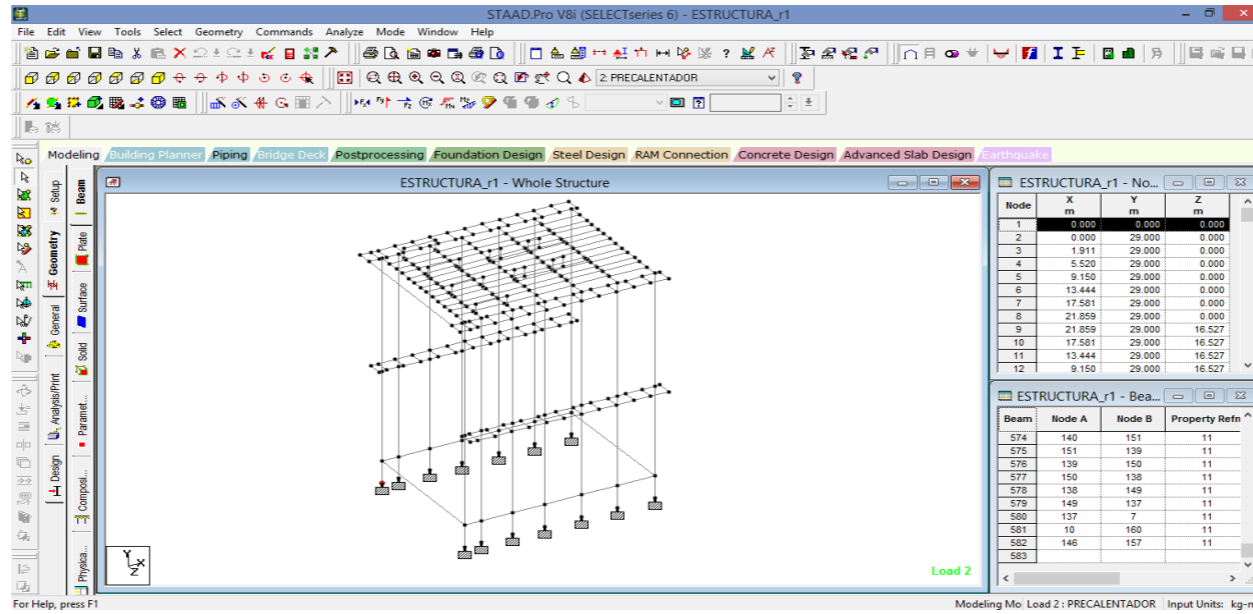 STAAD.Pro V8i (SELECTseries 6) - ESTRUCTURA_r1
File Edit View Tools Select Geometry Commands Analyze Mode Window Help
2: PRECALENTADOR
Modeling Building Planner Piping Bridge Deck Postprocessing Foundation Design Steel Design RAM Connection Concrete Design Advanced Slab Design Earthquake
Setup
Geometry
General
Analysis/Print
Design
Beam
Plate
Surface
Solid
Paramet...
Composi...
Physica...
ESTRUCTURA_r1 - Whole Structure
Y
X
Z
Load 2
ESTRUCTURA_r1 - No...
Node X Y Z
m m m
1 0.000 0.000 0.000
2 0.000 29.000 0.000
3 1.911 29.000 0.000
4 5.520 29.000 0.000
5 9.150 29.000 0.000
6 13.444 29.000 0.000
7 17.581 29.000 0.000
8 21.859 29.000 0.000
9 21.859 29.000 16.527
10 17.581 29.000 16.527
11 13.444 29.000 16.527
12 9.150 29.000 16.527
ESTRUCTURA_r1 - Bea...
Beam Node A Node B Property Refn
574 140 151 11
575 151 139 11
576 139 150 11
577 150 138 11
578 138 149 11
579 149 137 11
580 137 7 11
581 10 160 11
582 146 157 11
583
For Help, press F1
Modeling Mo Load 2 : PRECALENTADOR Input Units: kg-m